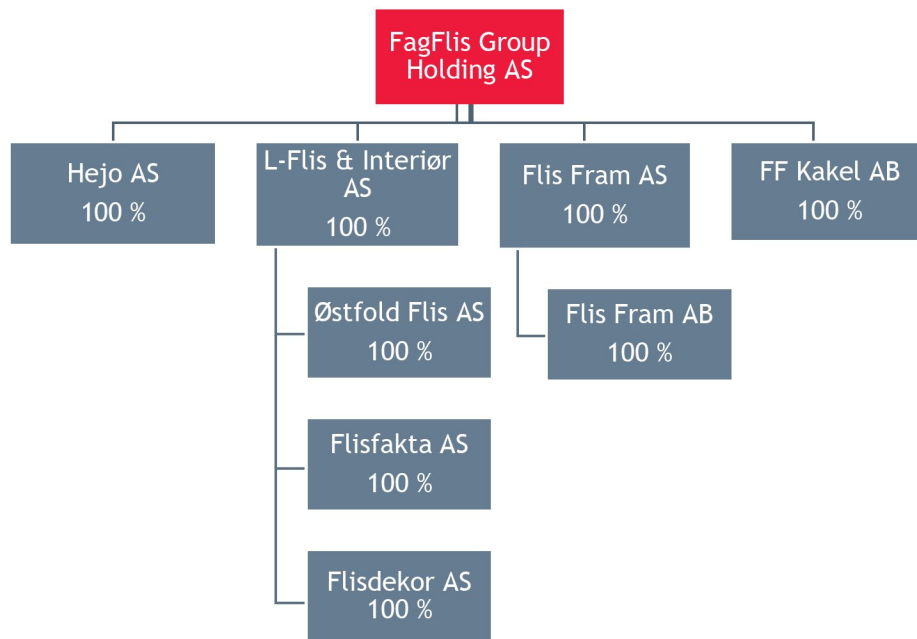 FagFlis Group
Holding AS
Hejo AS
100 %
L-Flis & Interiør
AS
100 %
Flis Fram AS
100 %
FF Kakel AB
100 %
Østfold Flis AS
100 %
Flisfakta AS
100 %
Flisdekor AS
100 %
Flis Fram AB
100 %